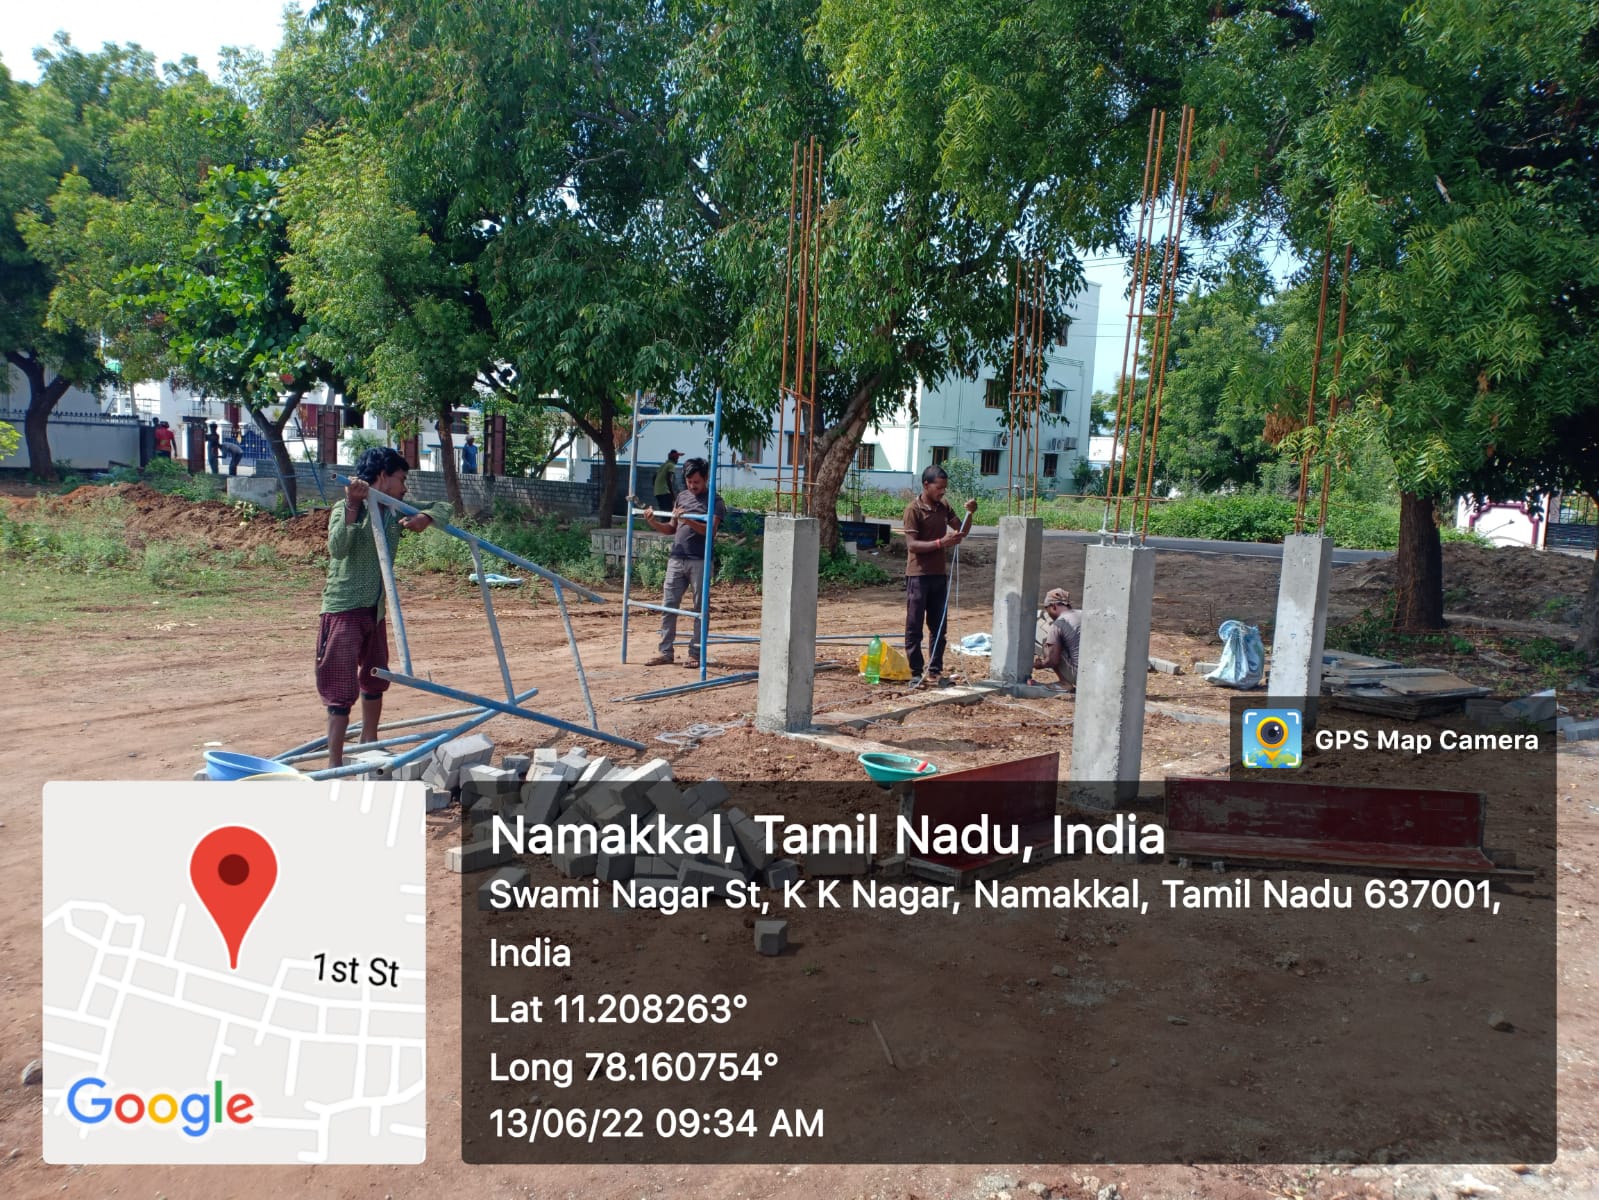 GPS Map Camera
Namakkal, Tamil Nadu, India
Swami Nagar St, K K Nagar, Namakkal, Tamil Nadu 637001,
India
Lat 11.208263°
Long 78.160754°
13/06/22 09:34 AM
1st St
Google